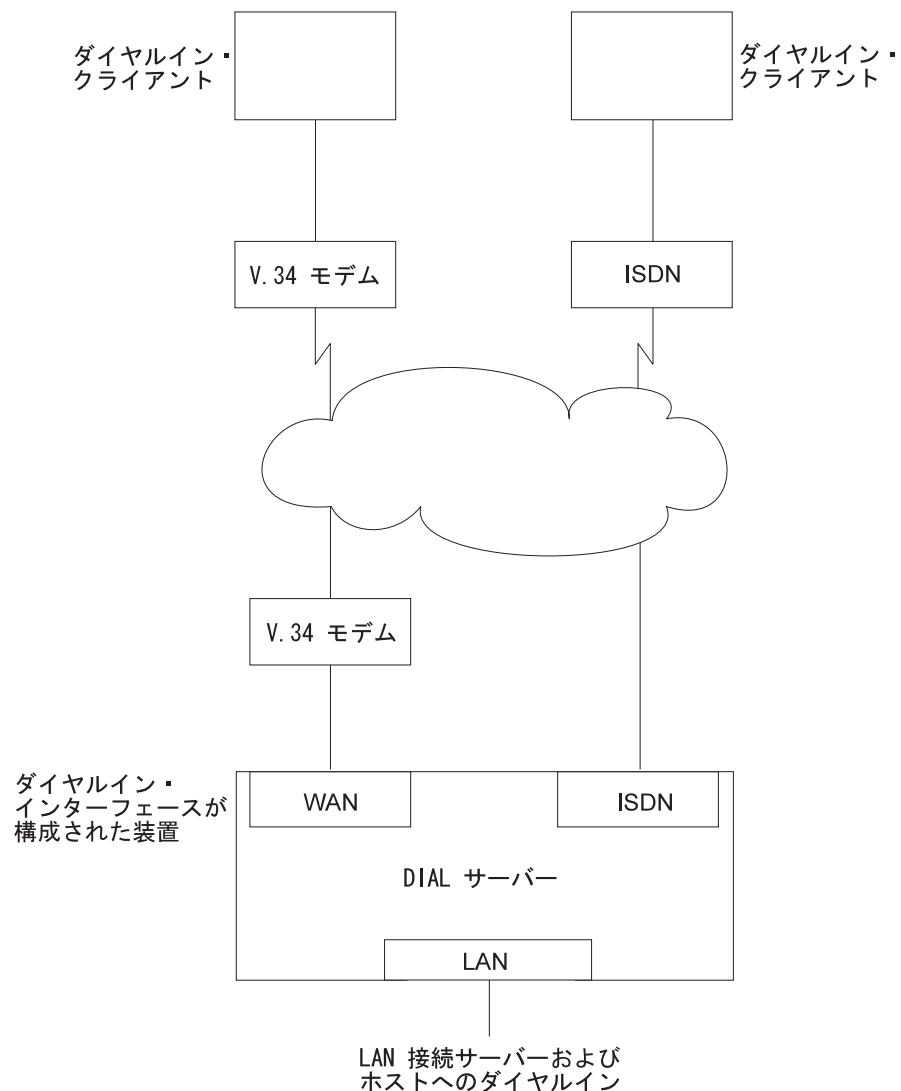 ダイヤルイン・
クライアント
ダイヤルイン・
クライアント
V.34 モデム
ISDN
V.34 モデム
ダイヤルイン・
インターフェースが
構成された装置
WAN
ISDN
DIAL サーバー
LAN
LAN 接続サーバーおよび
ホストへのダイヤルイン